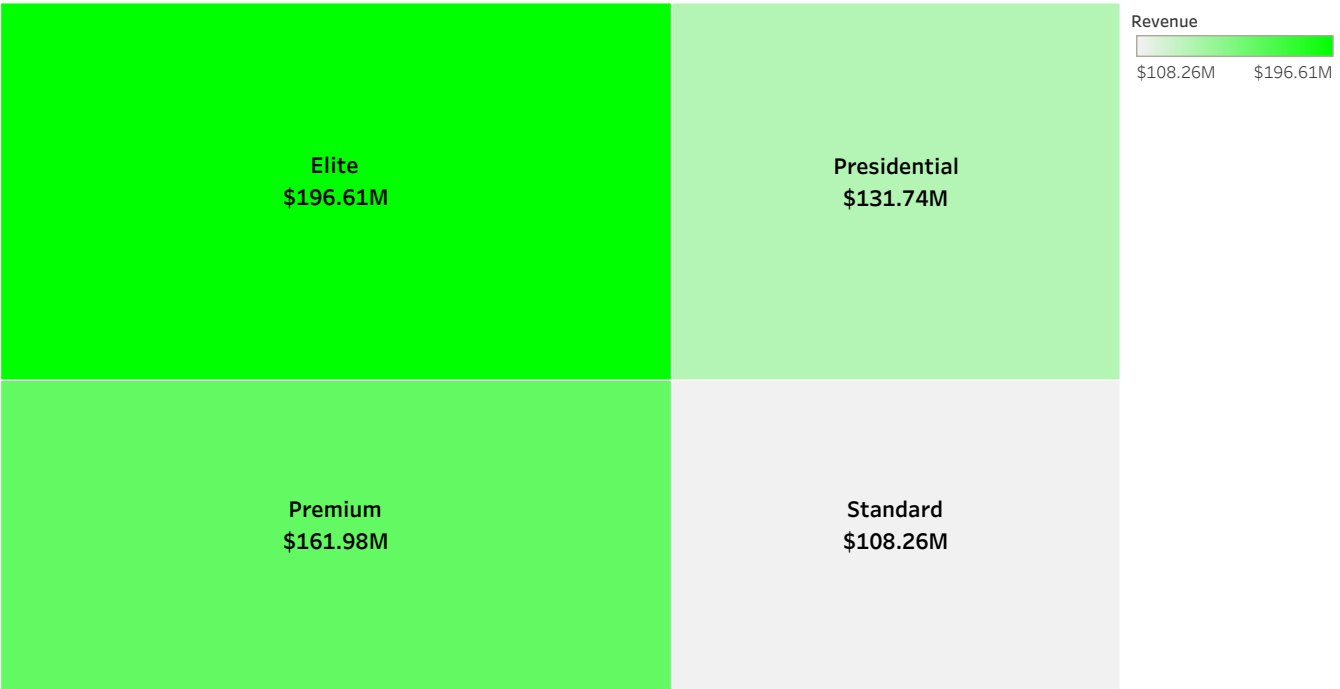 Elite
$196.61M
Presidential
$131.74M
Premium
$161.98M
Standard
$108.26M
Revenue
$108.26M
$196.61M